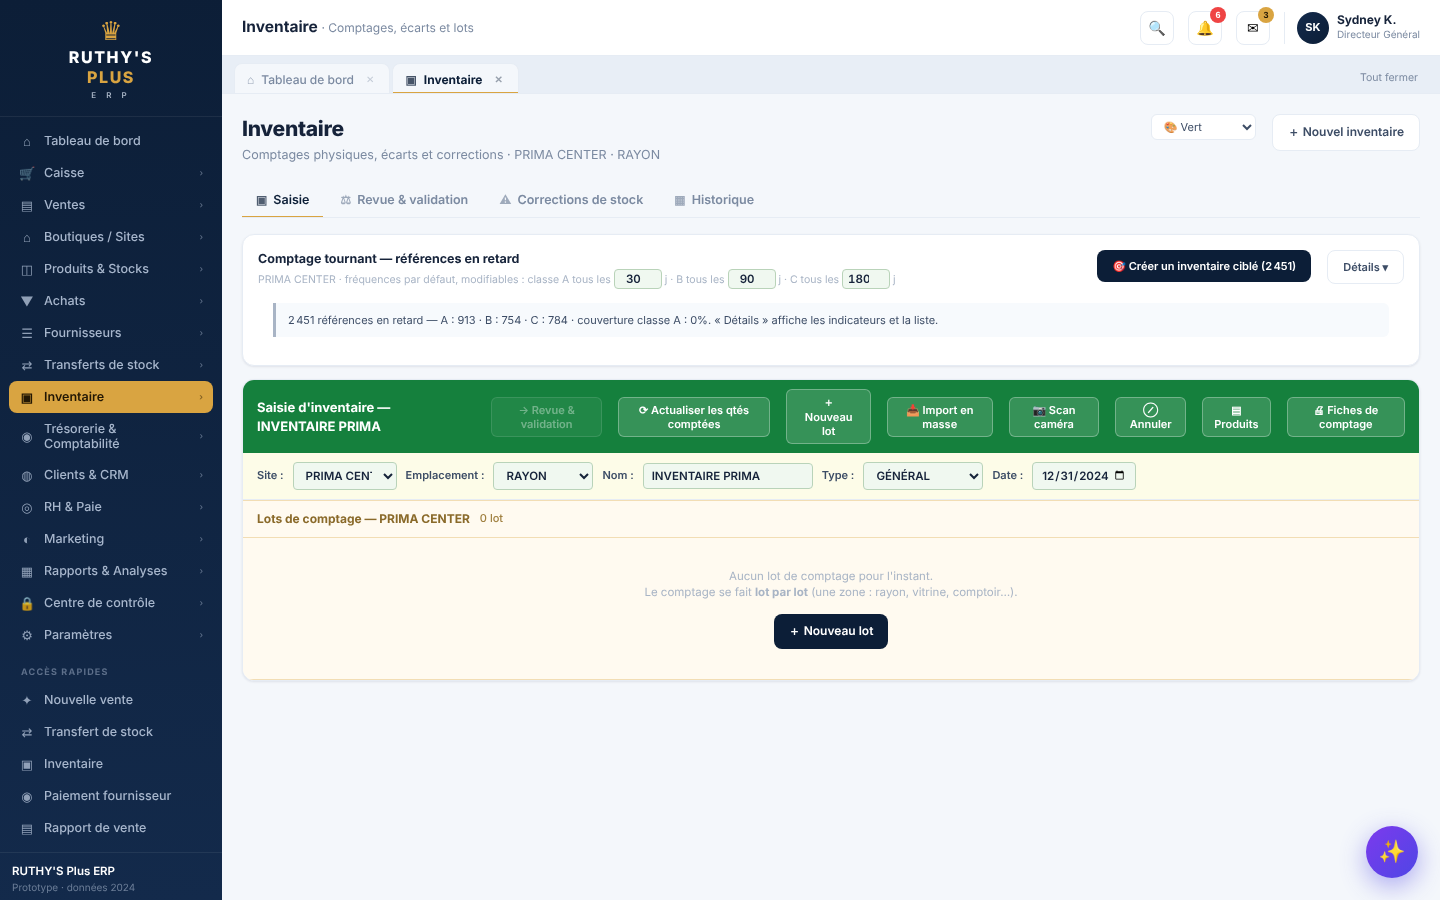 RUTHY'S
PLUS
E R P
Tableau de bord
Caisse
Ventes
Boutiques / Sites
Produits & Stocks
Achats
Fournisseurs
Transferts de stock
Inventaire
Trésorerie &
Comptabilité
Clients & CRM
RH & Paie
Marketing
Rapports & Analyses
Centre de contrôle
Paramètres
ACCÈS RAPIDES
Nouvelle vente
Transfert de stock
Inventaire
Paiement fournisseur
Rapport de vente
RUTHY'S Plus ERP
Prototype · données 2024
Inventaire · Comptages, écarts et lots
6
3
SK
Sydney K.
Directeur Général
Tableau de bord ×
Inventaire ×
Tout fermer
Inventaire
Comptages physiques, écarts et corrections · PRIMA CENTER · RAYON
Vert
+ Nouvel inventaire
Saisie
Revue & validation
Corrections de stock
Historique
Comptage tournant — références en retard
PRIMA CENTER · fréquences par défaut, modifiables : classe A tous les 30 j · B tous les 90 j · C tous les 180 j
Créer un inventaire ciblé (2 451)
Détails ▾
2 451 références en retard — A : 913 · B : 754 · C : 784 · couverture classe A : 0%. « Détails » affiche les indicateurs et la liste.
Saisie d'inventaire —
INVENTAIRE PRIMA
→ Revue &
validation
⟳ Actualiser les qtés
comptées
+
Nouveau
lot
Import en
masse
Scan
caméra
Annuler
Produits
Fiches de
comptage
Site : PRIMA CENT Emplacement : RAYON Nom : INVENTAIRE PRIMA Type : GÉNÉRAL Date : 12/31/2024
Lots de comptage — PRIMA CENTER 0 lot
Aucun lot de comptage pour l'instant.
Le comptage se fait lot par lot (une zone : rayon, vitrine, comptoir…).
+ Nouveau lot